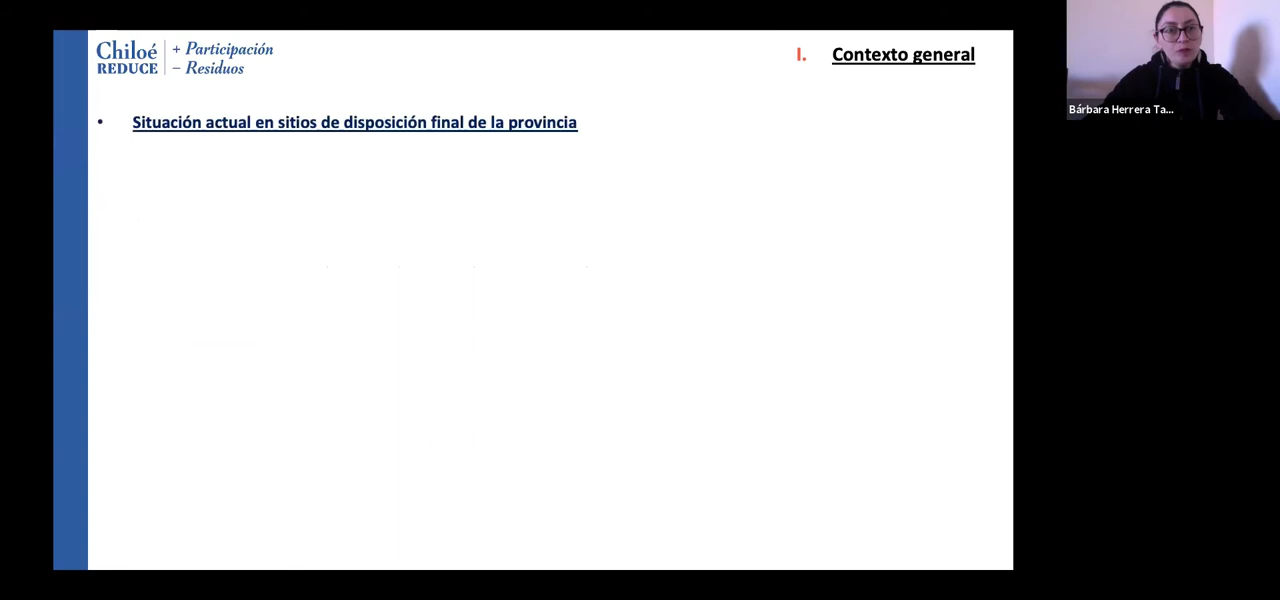 Chiloé
REDUCE
+ Participación
− Residuos
I. Contexto general
• Situación actual en sitios de disposición final de la provincia
Bárbara Herrera Ta...